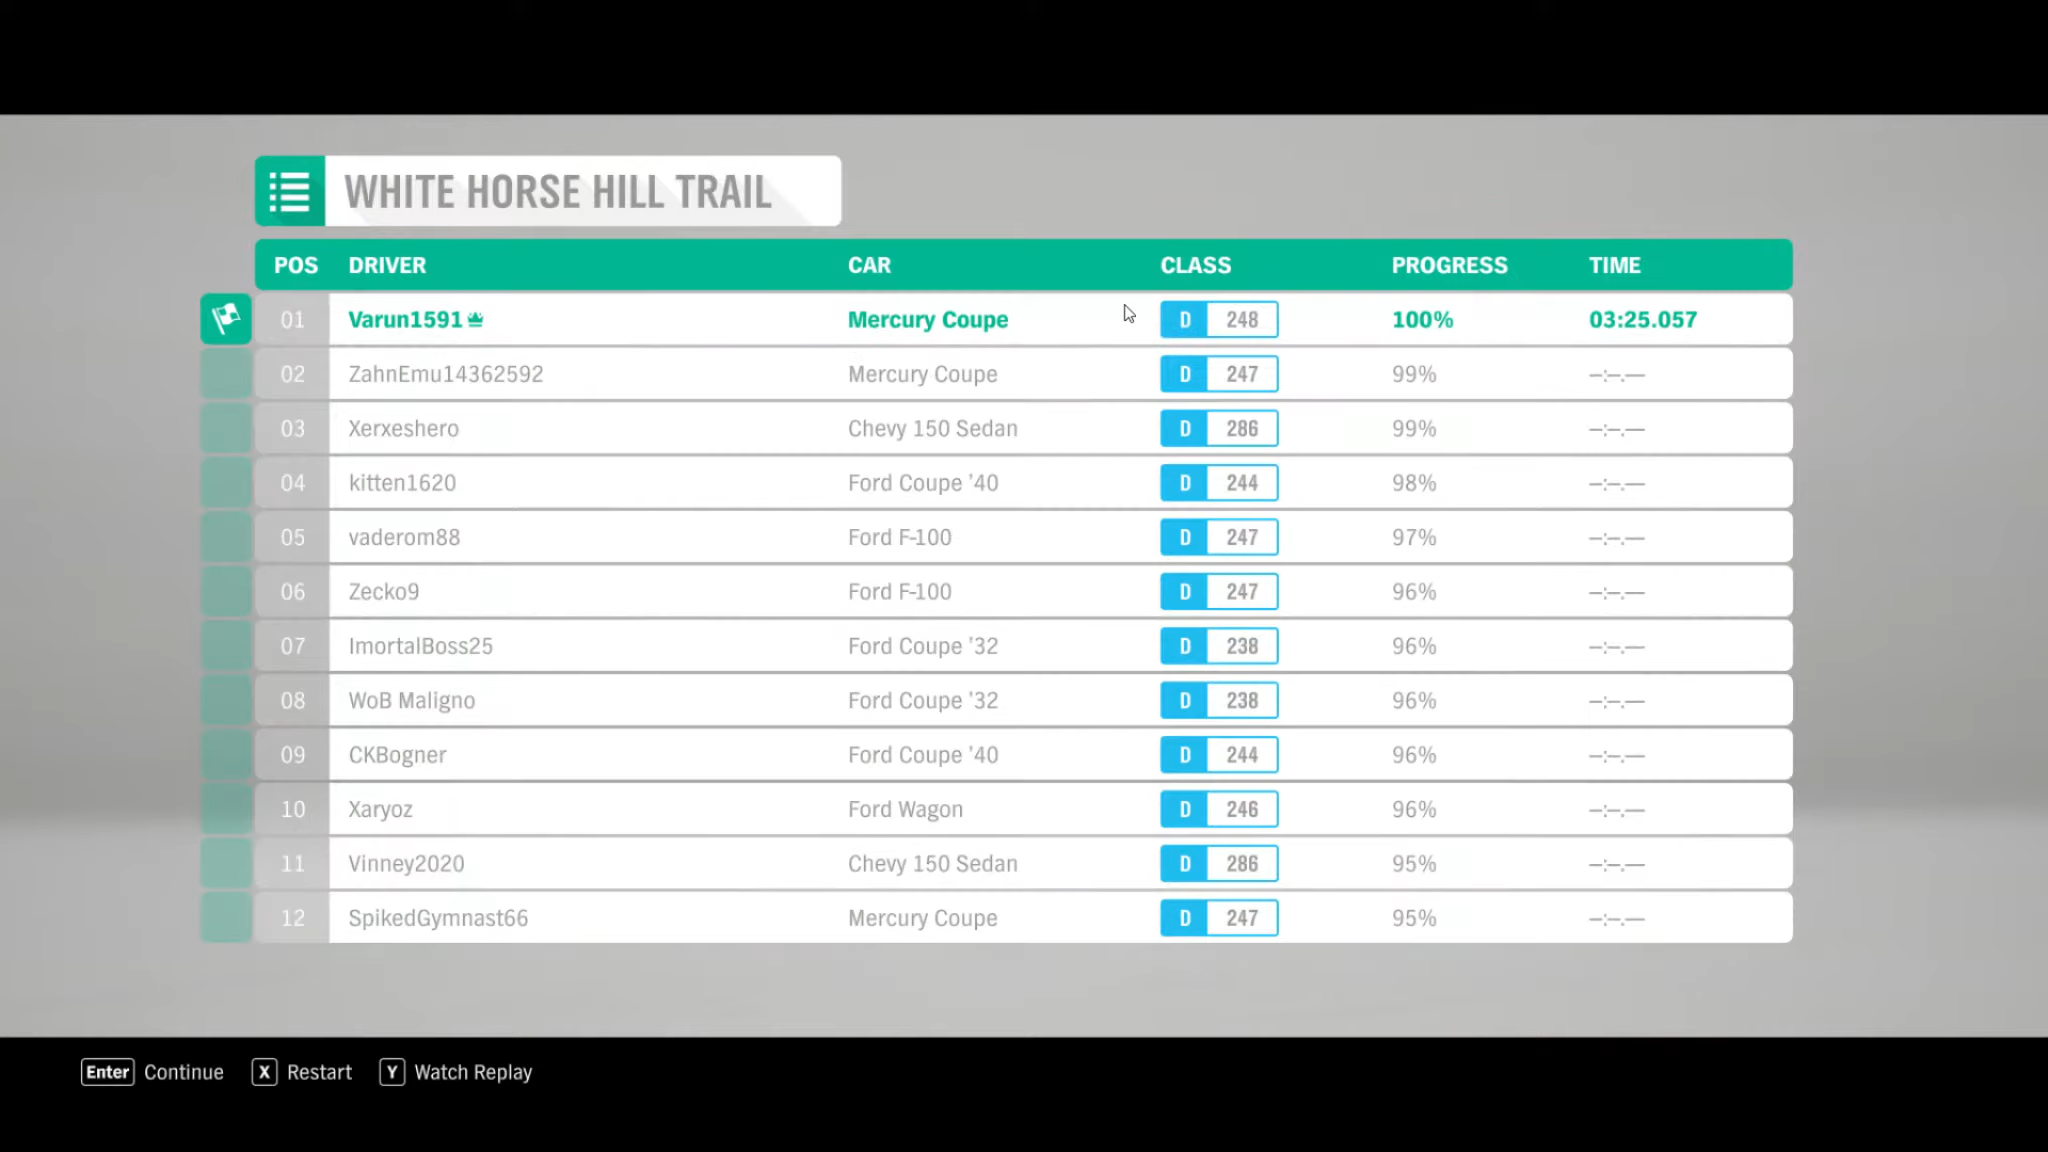 WHITE HORSE HILL TRAIL
POS DRIVER CAR CLASS PROGRESS TIME
01 Varun1591 Mercury Coupe D 248 100% 03:25.057
02 ZahnEmu14362592 Mercury Coupe D 247 99% --:--.---
03 Xerxeshero Chevy 150 Sedan D 286 99% --:--.---
04 kitten1620 Ford Coupe '40 D 244 98% --:--.---
05 vaderom88 Ford F-100 D 247 97% --:--.---
06 Zecko9 Ford F-100 D 247 96% --:--.---
07 ImortalBoss25 Ford Coupe '32 D 238 96% --:--.---
08 WoB Maligno Ford Coupe '32 D 238 96% --:--.---
09 CKBogner Ford Coupe '40 D 244 96% --:--.---
10 Xaryoz Ford Wagon D 246 96% --:--.---
11 Vinney2020 Chevy 150 Sedan D 286 95% --:--.---
12 SpikedGymnast66 Mercury Coupe D 247 95% --:--.---
Enter Continue X Restart Y Watch Replay